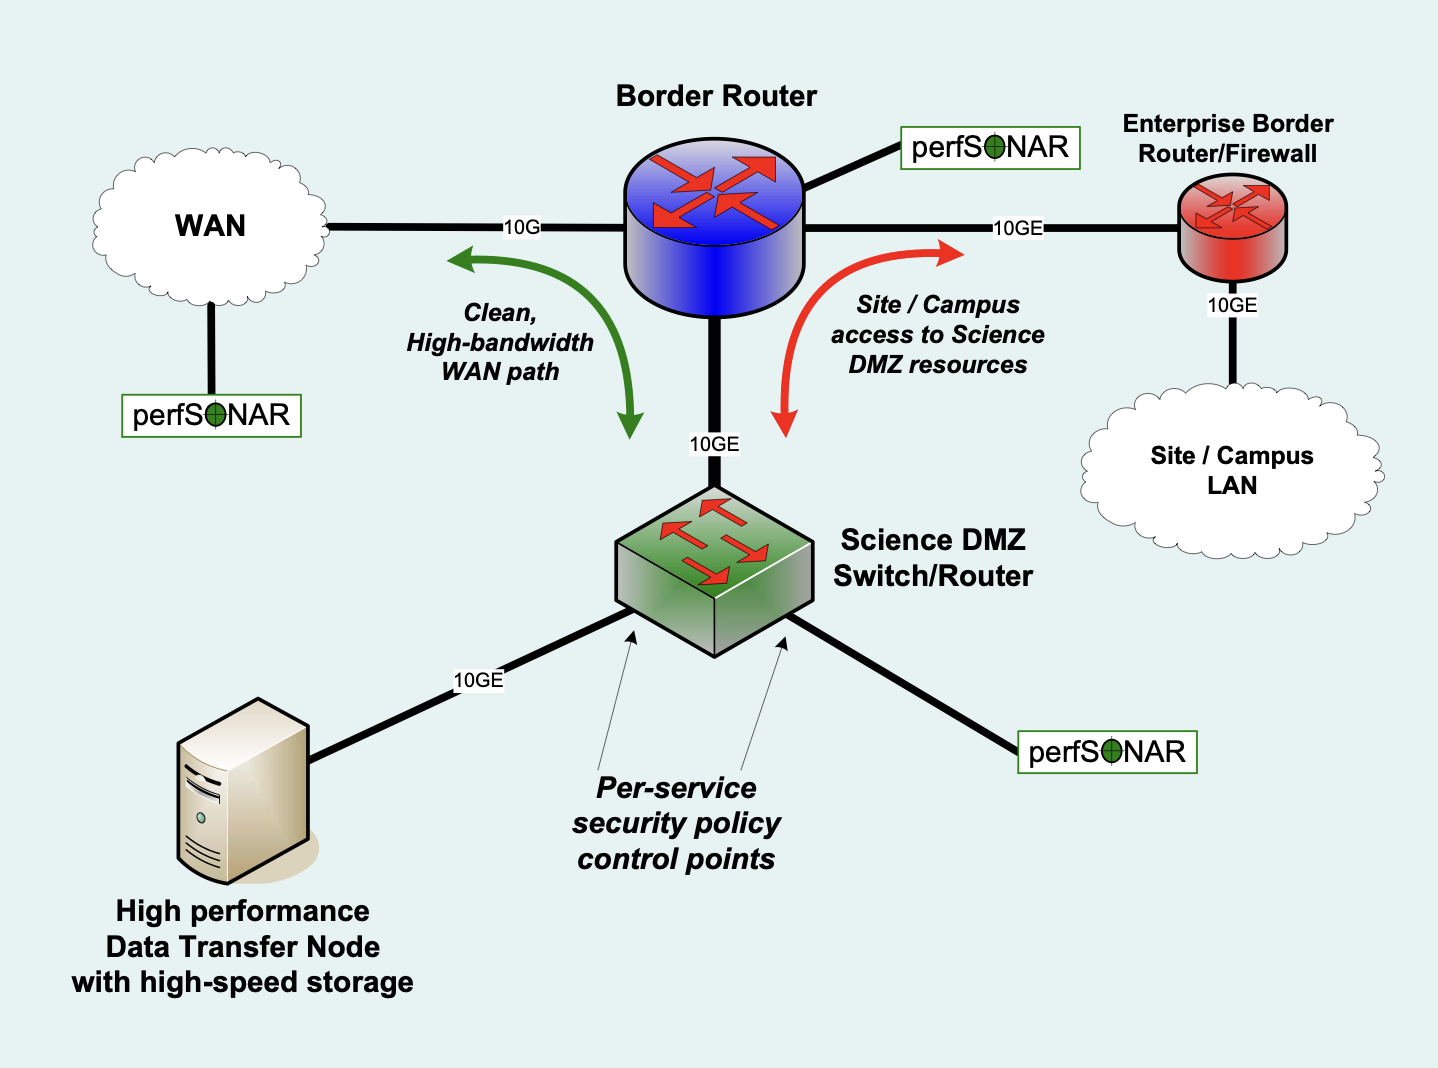 Border Router
perfSONAR
Enterprise Border
Router/Firewall
WAN
10G
10GE
10GE
Clean,
High-bandwidth
WAN path
Site / Campus
access to Science
DMZ resources
perfSONAR
10GE
Site / Campus
LAN
Science DMZ
Switch/Router
10GE
perfSONAR
Per-service
security policy
control points
High performance
Data Transfer Node
with high-speed storage